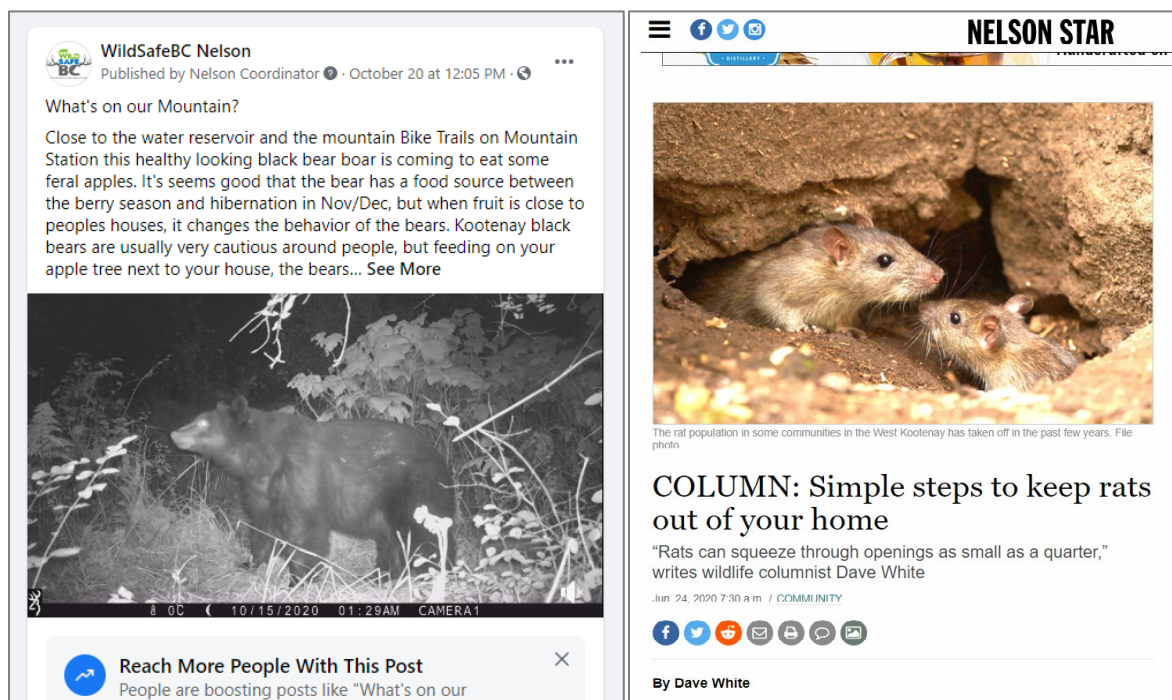 WildSafeBC Nelson
Published by Nelson Coordinator · October 20 at 12:05 PM ·
What's on our Mountain?
Close to the water reservoir and the mountain Bike Trails on Mountain
Station this healthy looking black bear boar is coming to eat some
feral apples. It's seems good that the bear has a food source between
the berry season and hibernation in Nov/Dec, but when fruit is close to
peoples houses, it changes the behavior of the bears. Kootenay black
bears are usually very cautious around people, but feeding on your
apple tree next to your house, the bears... See More
8 0C 10/15/2020 01:29AM CAMERA1
Reach More People With This Post
People are boosting posts like "What's on our
NELSON STAR
· DISTILLERY ·
The rat population in some communities in the West Kootenay has taken off in the past few years. File
photo
COLUMN: Simple steps to keep rats
out of your home
“Rats can squeeze through openings as small as a quarter,”
writes wildlife columnist Dave White
Jun. 24, 2020 7:30 a.m. / COMMUNITY
By Dave White